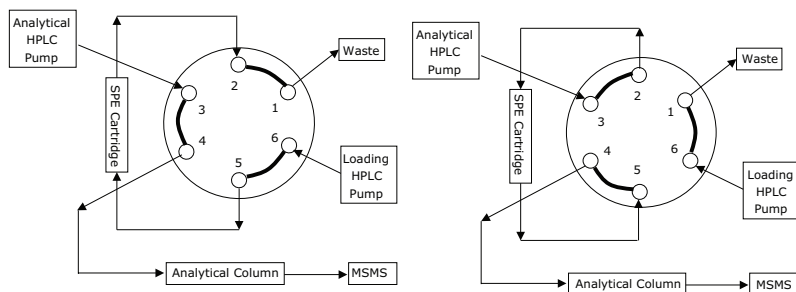 Analytical
HPLC
Pump
Waste
2
1
3
SPE Cartridge
4
6
5
Loading
HPLC
Pump
Analytical Column
MSMS
Analytical
HPLC
Pump
Waste
2
1
3
SPE Cartridge
4
6
5
Loading
HPLC
Pump
Analytical Column
MSMS